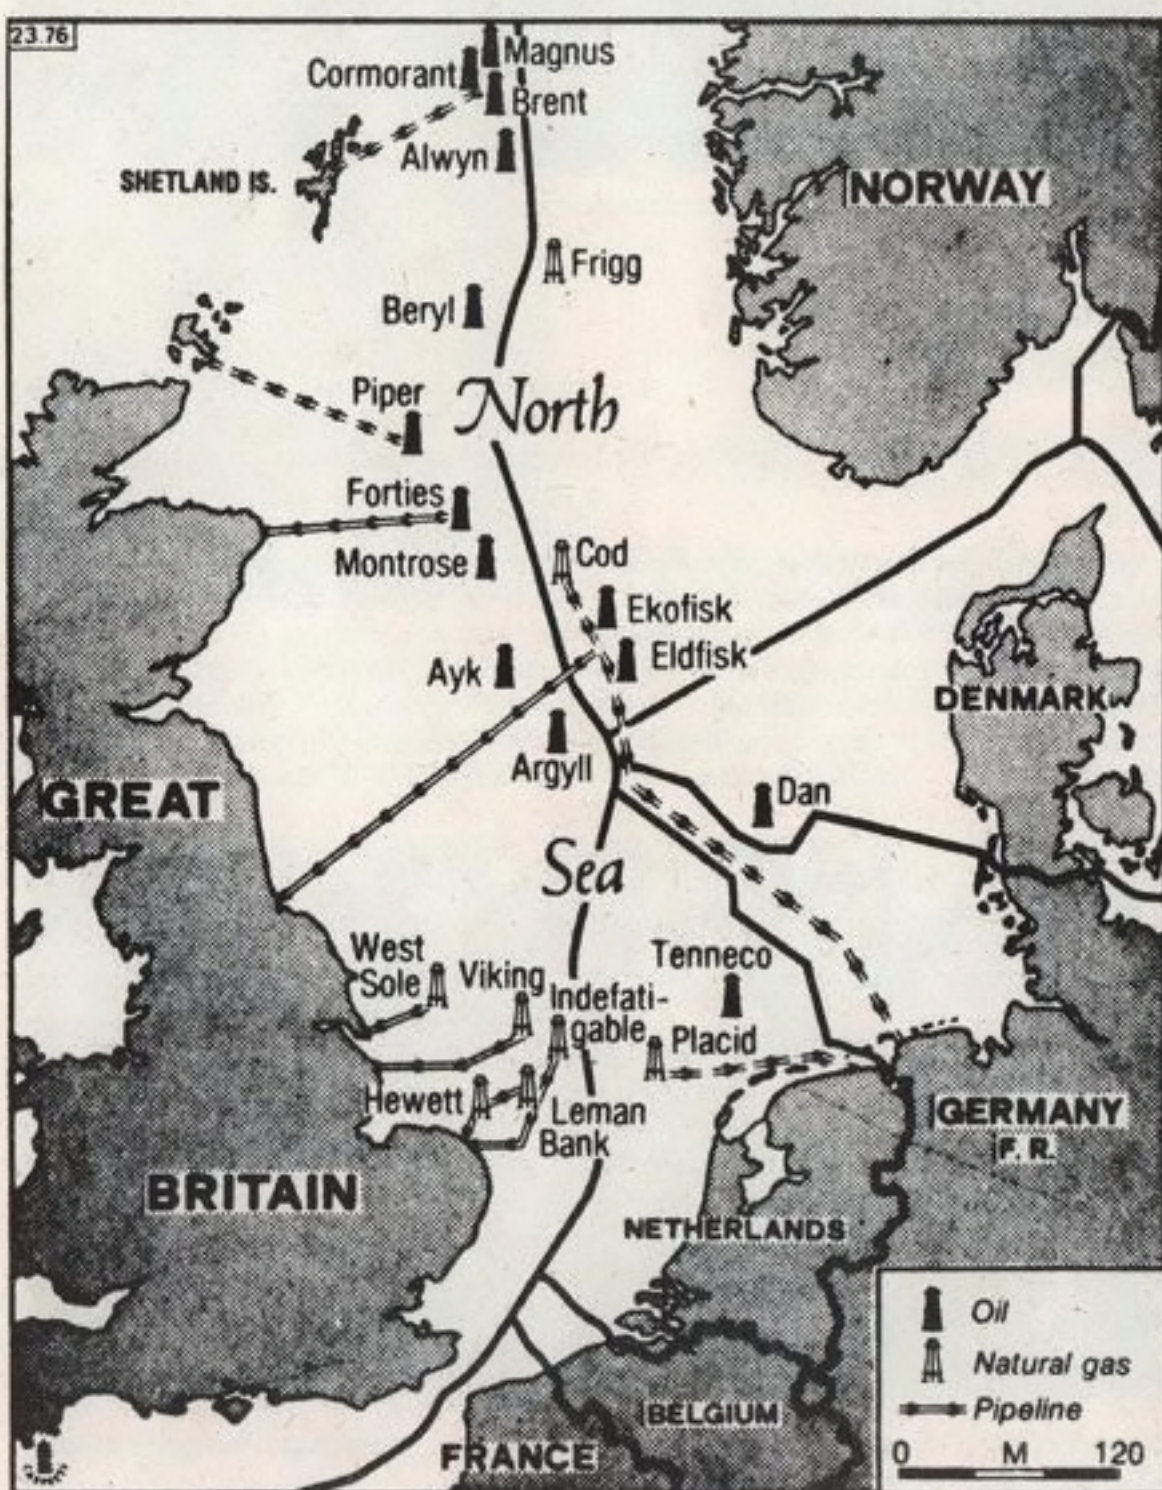 23.76
Magnus
Cormorant
Brent
Alwyn
SHETLAND IS.
NORWAY
Frigg
Beryl
Piper
North
Forties
Montrose
Cod
Ekofisk
Ayk
Eldfisk
DENMARK
Argyll
GREAT
Dan
Sea
West
Sole
Viking
Indefati-
gable
Tenneco
Placid
Hewett
Leman
Bank
GERMANY
F. R.
BRITAIN
NETHERLANDS
Oil
Natural gas
Pipeline
BELGIUM
FRANCE
0 M 120